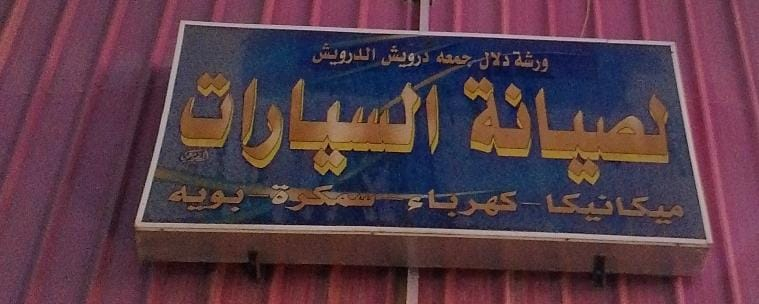 ورشة دلال جمعه درويش الدرويش
لصيانة السيارات
ميكانيكا - كهرباء - سمكرة - بويه